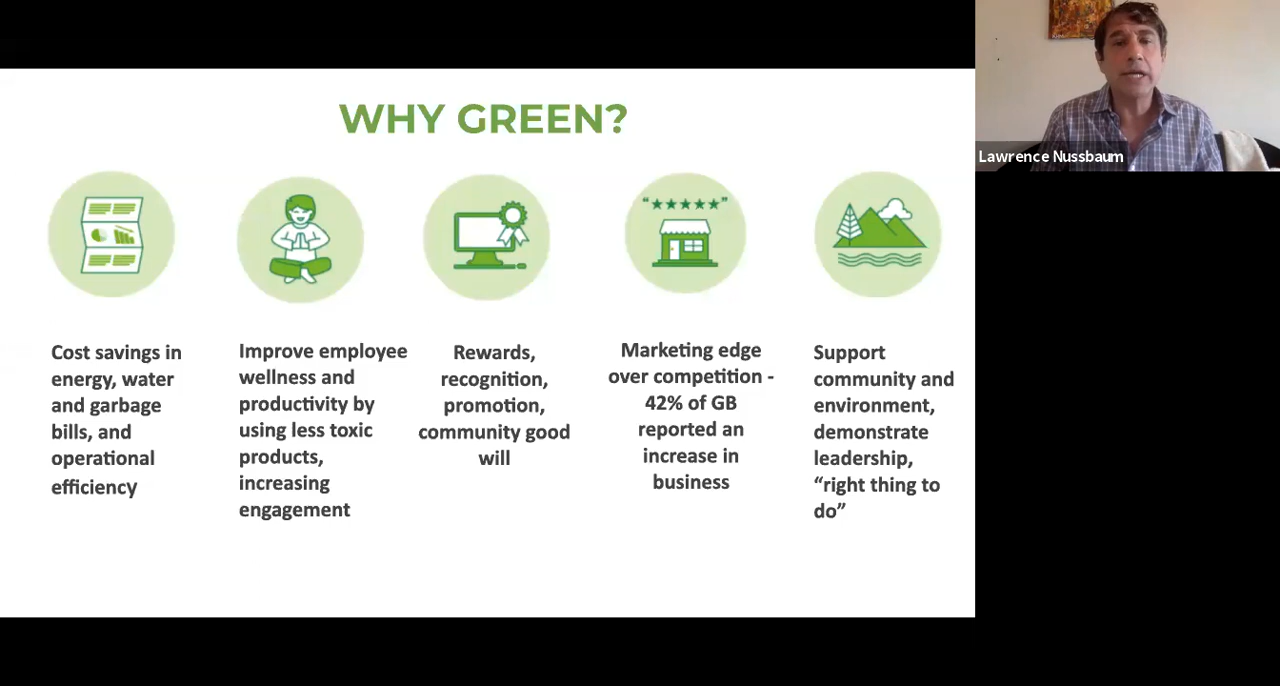 WHY GREEN?
Lawrence Nussbaum
“★★★★★”
Cost savings in
energy, water
and garbage
bills, and
operational
efficiency
Improve employee
wellness and
productivity by
using less toxic
products,
increasing
engagement
Rewards,
recognition,
promotion,
community good
will
Marketing edge
over competition -
42% of GB
reported an
increase in
business
Support
community and
environment,
demonstrate
leadership,
“right thing to
do”